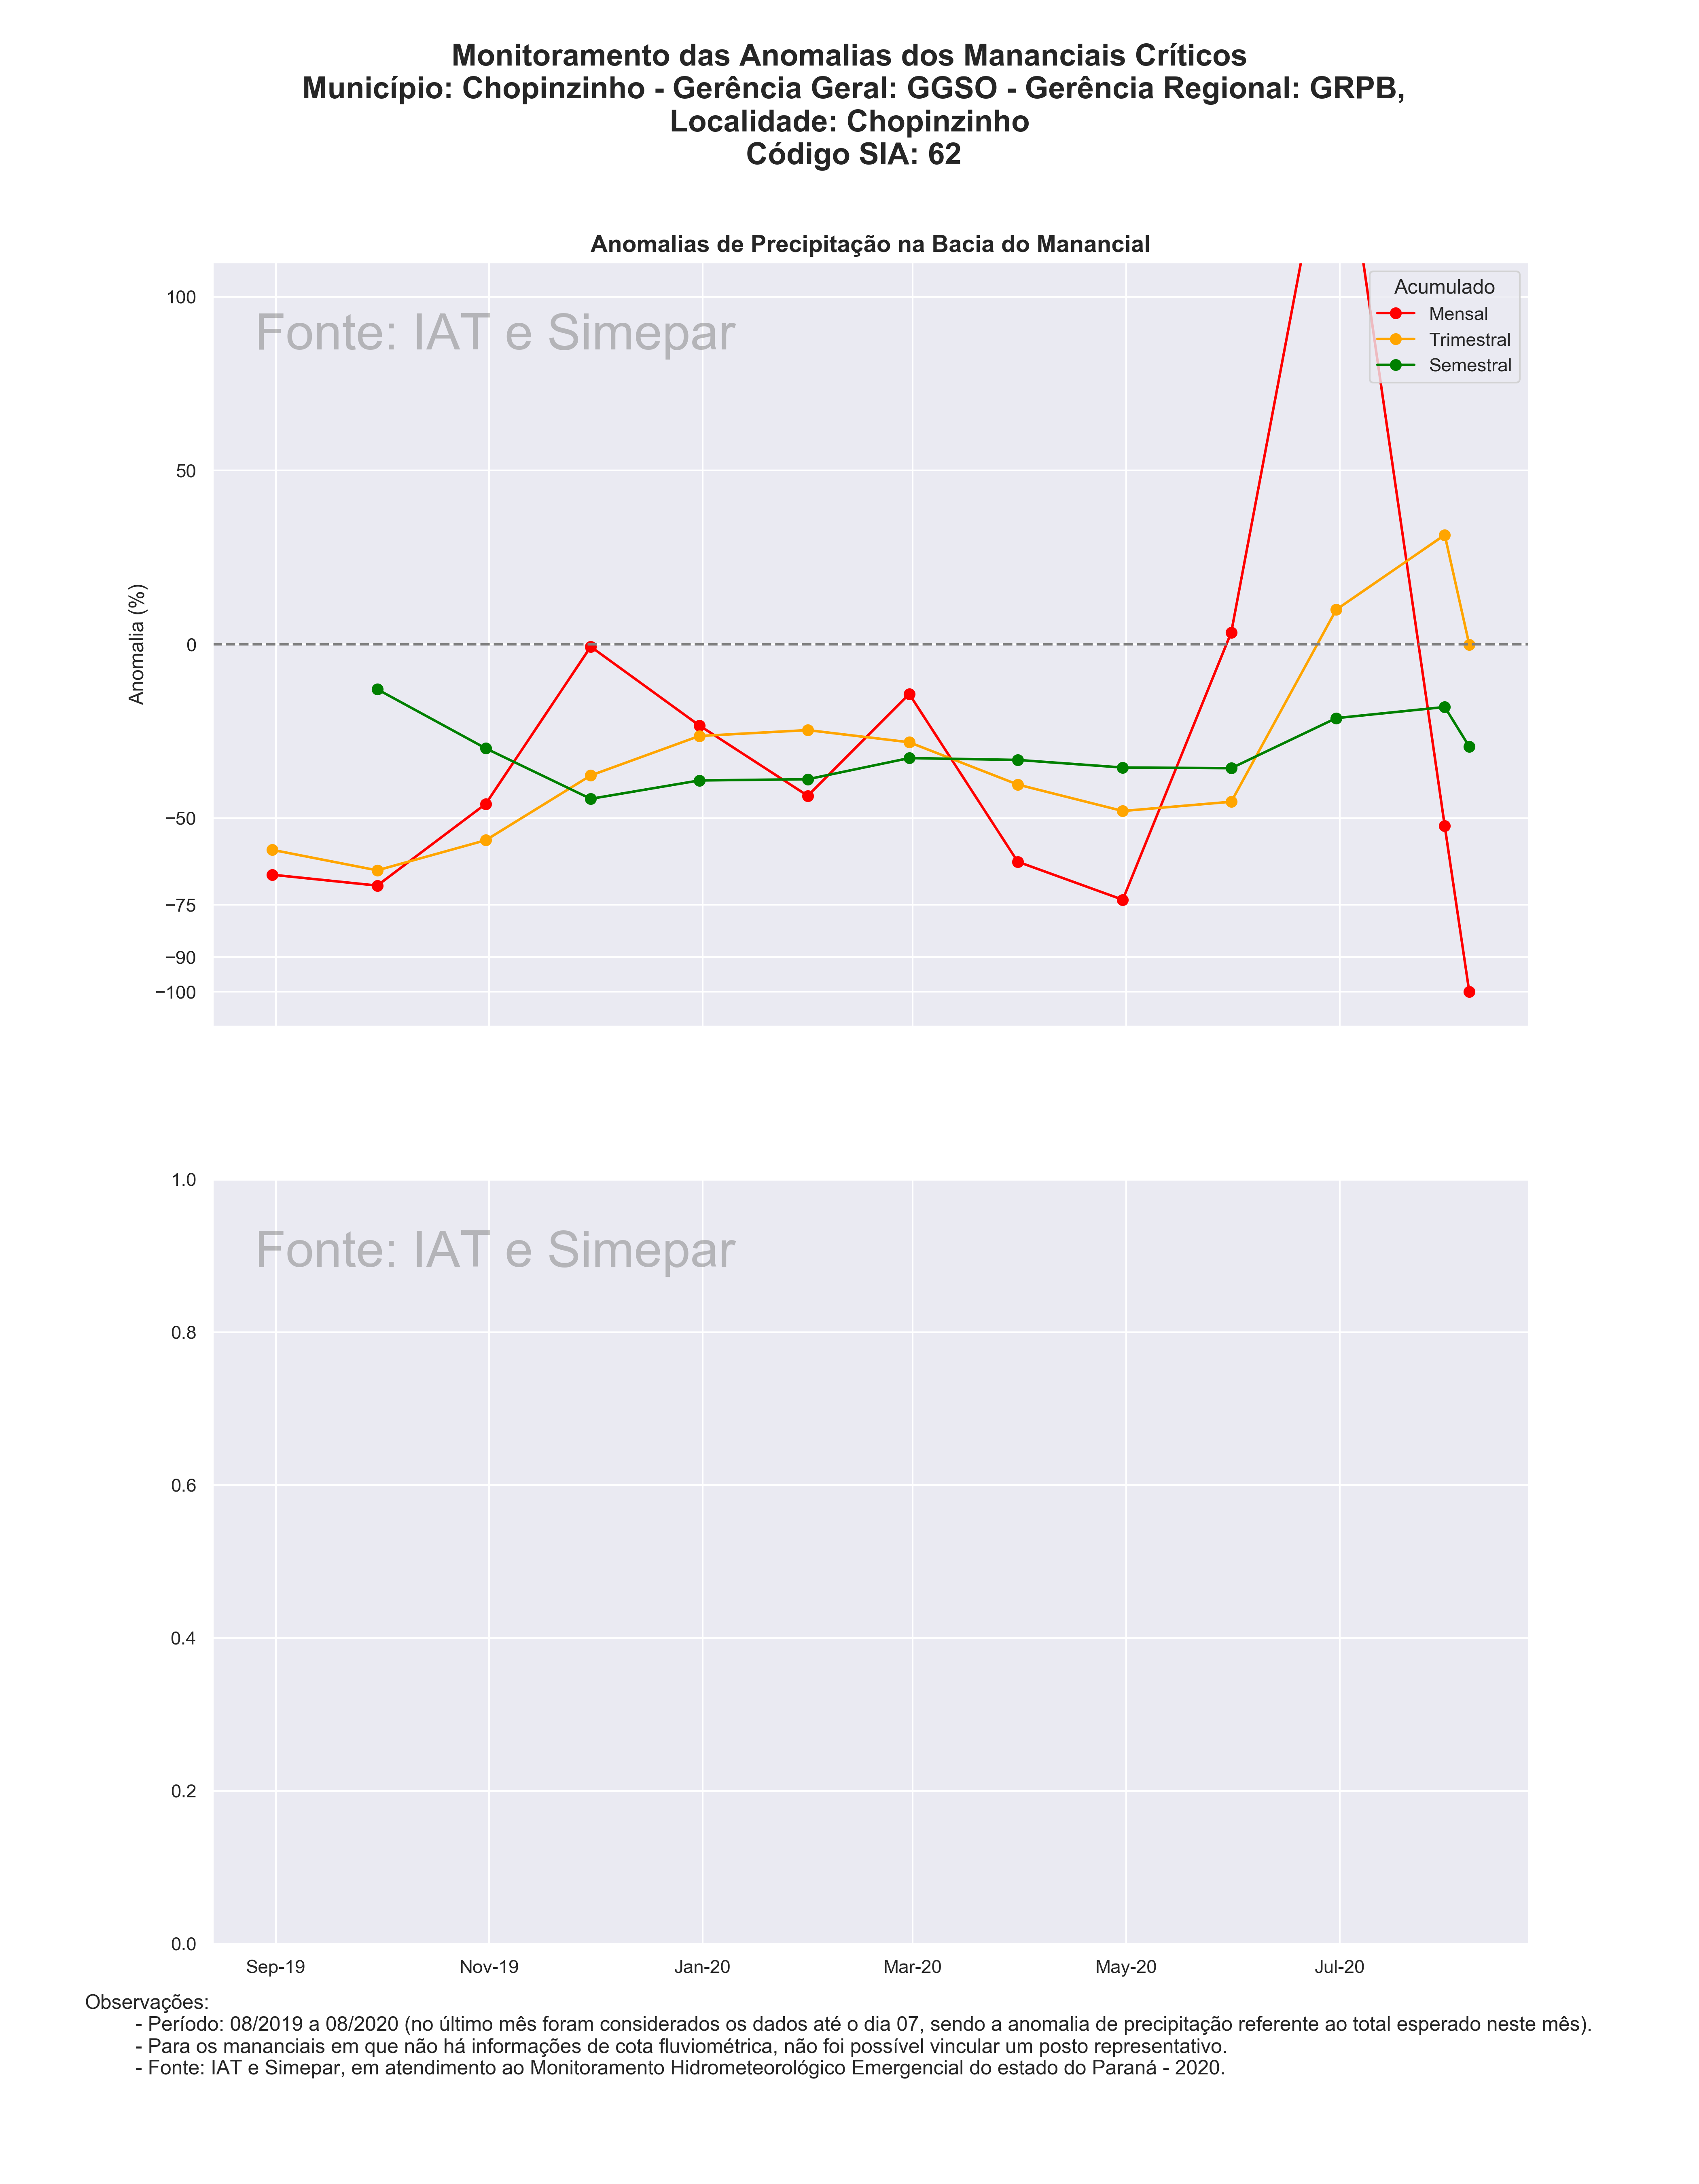 Monitoramento das Anomalias dos Mananciais Críticos
Município: Chopinzinho - Gerência Geral: GGSO - Gerência Regional: GRPB,
Localidade: Chopinzinho
Código SIA: 62
Anomalias de Precipitação na Bacia do Manancial
Fonte: IAT e Simepar
Acumulado
Mensal
Trimestral
Semestral
Anomalia (%)
100
50
0
−50
−75
−90
−100
Fonte: IAT e Simepar
1.0
0.8
0.6
0.4
0.2
0.0
Sep-19 Nov-19 Jan-20 Mar-20 May-20 Jul-20
Observações:
- Período: 08/2019 a 08/2020 (no último mês foram considerados os dados até o dia 07, sendo a anomalia de precipitação referente ao total esperado neste mês).
- Para os mananciais em que não há informações de cota fluviométrica, não foi possível vincular um posto representativo.
- Fonte: IAT e Simepar, em atendimento ao Monitoramento Hidrometeorológico Emergencial do estado do Paraná - 2020.